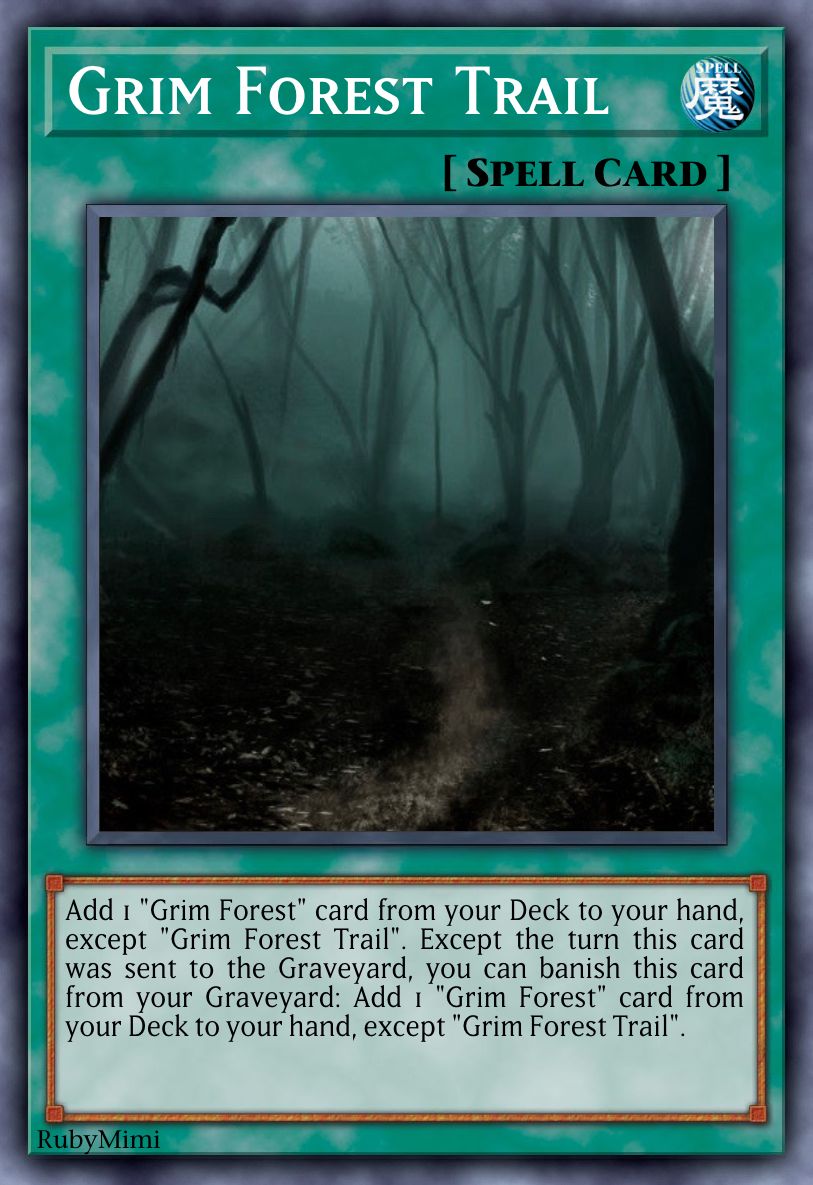 Grim Forest Trail
SPELL
魔
[ Spell Card ]
Add 1 "Grim Forest" card from your Deck to your hand,
except "Grim Forest Trail". Except the turn this card
was sent to the Graveyard, you can banish this card
from your Graveyard: Add 1 "Grim Forest" card from
your Deck to your hand, except "Grim Forest Trail".
RubyMimi